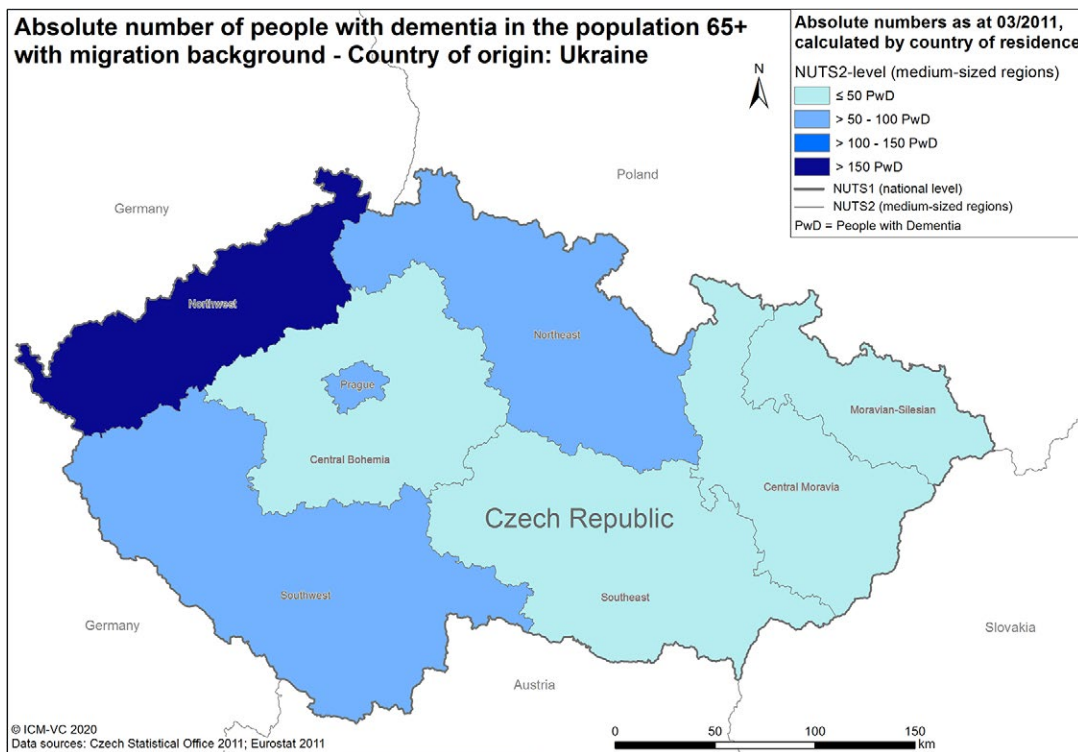 Absolute number of people with dementia in the population 65+
with migration background - Country of origin: Ukraine
Absolute numbers as at 03/2011,
calculated by country of residence
NUTS2-level (medium-sized regions)
≤ 50 PwD
> 50 - 100 PwD
> 100 - 150 PwD
> 150 PwD
NUTS1 (national level)
NUTS2 (medium-sized regions)
PwD = People with Dementia
N
Poland
Germany
Northwest
Northeast
Prague
Moravian-Silesian
Central Bohemia
Central Moravia
Czech Republic
Southwest
Southeast
Germany
Slovakia
Austria
© ICM-VC 2020
Data sources: Czech Statistical Office 2011; Eurostat 2011
0 50 100 150
km